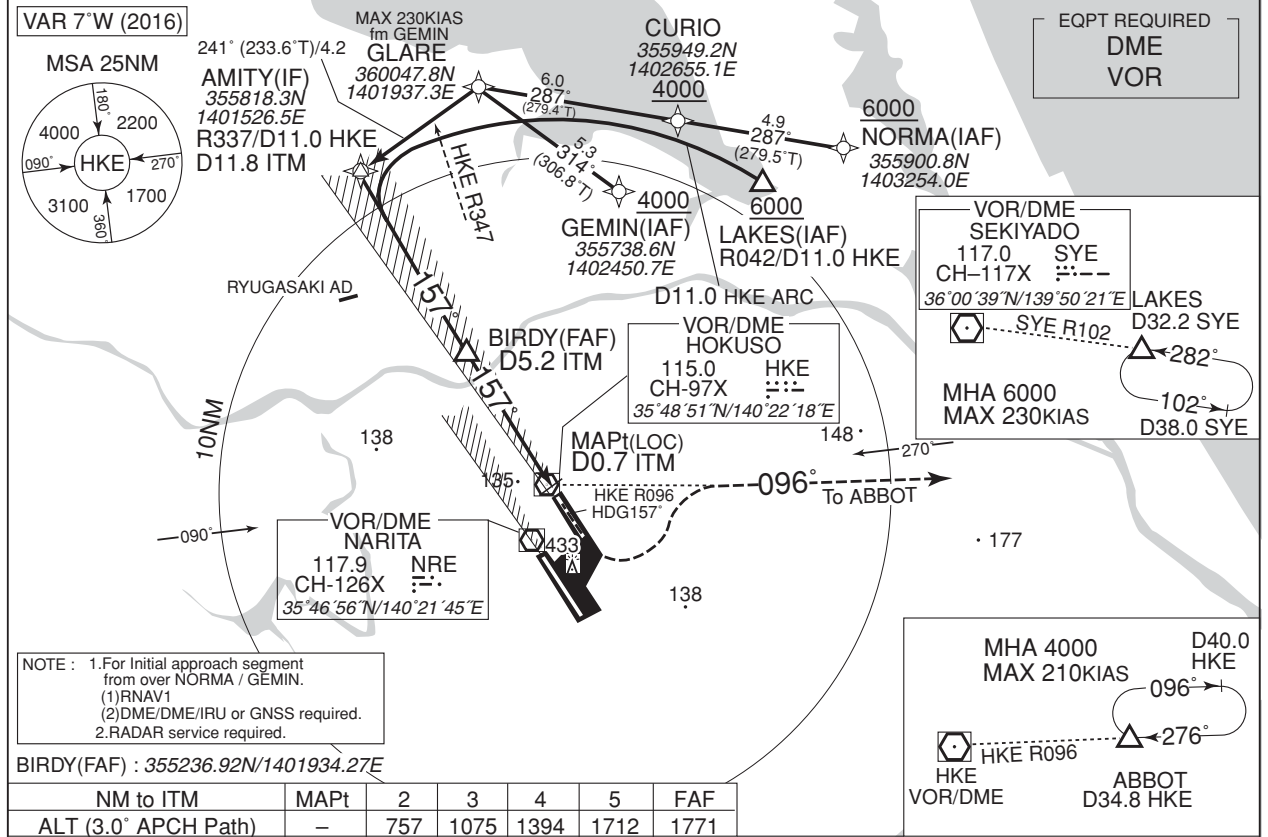 VAR 7°W (2016)
MSA 25NM
180°
4000
2200
090°
HKE
270°
3100
1700
360°
241° (233.6°T)/4.2
AMITY(IF)
355818.3N
1401526.5E
R337/D11.0 HKE
D11.8 ITM
MAX 230KIAS
fm GEMIN
GLARE
360047.8N
1401937.3E
6.0
287°
(279.4°T)
CURIO
355949.2N
1402655.1E
4000
4.9
287°
(279.5°T)
6000
NORMA(IAF)
355900.8N
1403254.0E
EQPT REQUIRED
DME
VOR
HKE R347
5.3
314°
(306.8°T)
4000
GEMIN(IAF)
355738.6N
1402450.7E
6000
LAKES(IAF)
R042/D11.0 HKE
D11.0 HKE ARC
VOR/DME
SEKIYADO
117.0 SYE
CH–117X
36°00´39˝N/139°50´21˝E
LAKES
D32.2 SYE
SYE R102
282°
102°
D38.0 SYE
MHA 6000
MAX 230KIAS
RYUGASAKI AD
157°
BIRDY(FAF)
D5.2 ITM
157°
VOR/DME
HOKUSO
115.0 HKE
CH-97X
35°48´51˝N/140°22´18˝E
10NM
138
148
270°
MAPt(LOC)
D0.7 ITM
135
HKE R096
HDG157°
096°
To ABBOT
090°
VOR/DME
NARITA
117.9 NRE
CH-126X
35°46´56˝N/140°21´45˝E
433
177
138
NOTE : 1.For Initial approach segment
from over NORMA / GEMIN.
(1)RNAV1
(2)DME/DME/IRU or GNSS required.
2.RADAR service required.
BIRDY(FAF) : 355236.92N/1401934.27E
MHA 4000
MAX 210KIAS
D40.0
HKE
096°
276°
HKE R096
HKE
VOR/DME
ABBOT
D34.8 HKE
NM to ITM MAPt 2 3 4 5 FAF
ALT (3.0° APCH Path) – 757 1075 1394 1712 1771